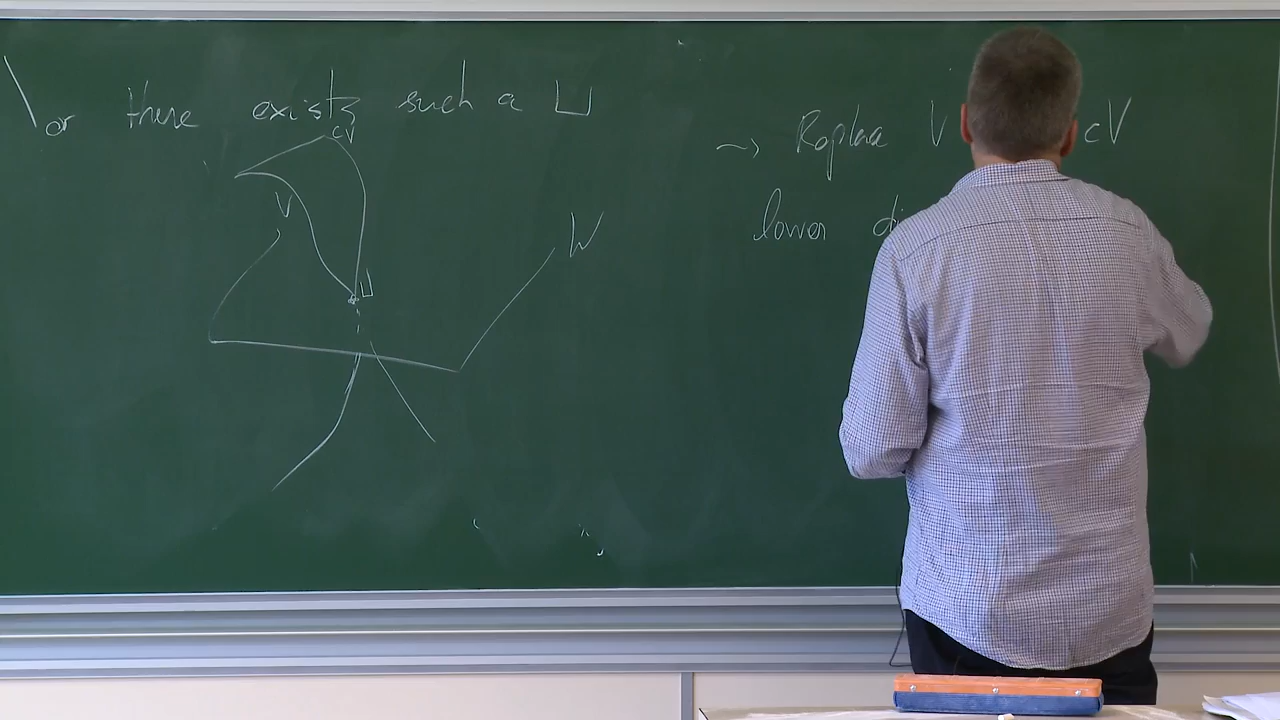 or there exists such a U
cV
V
W
U
~> Replace V cV
lower